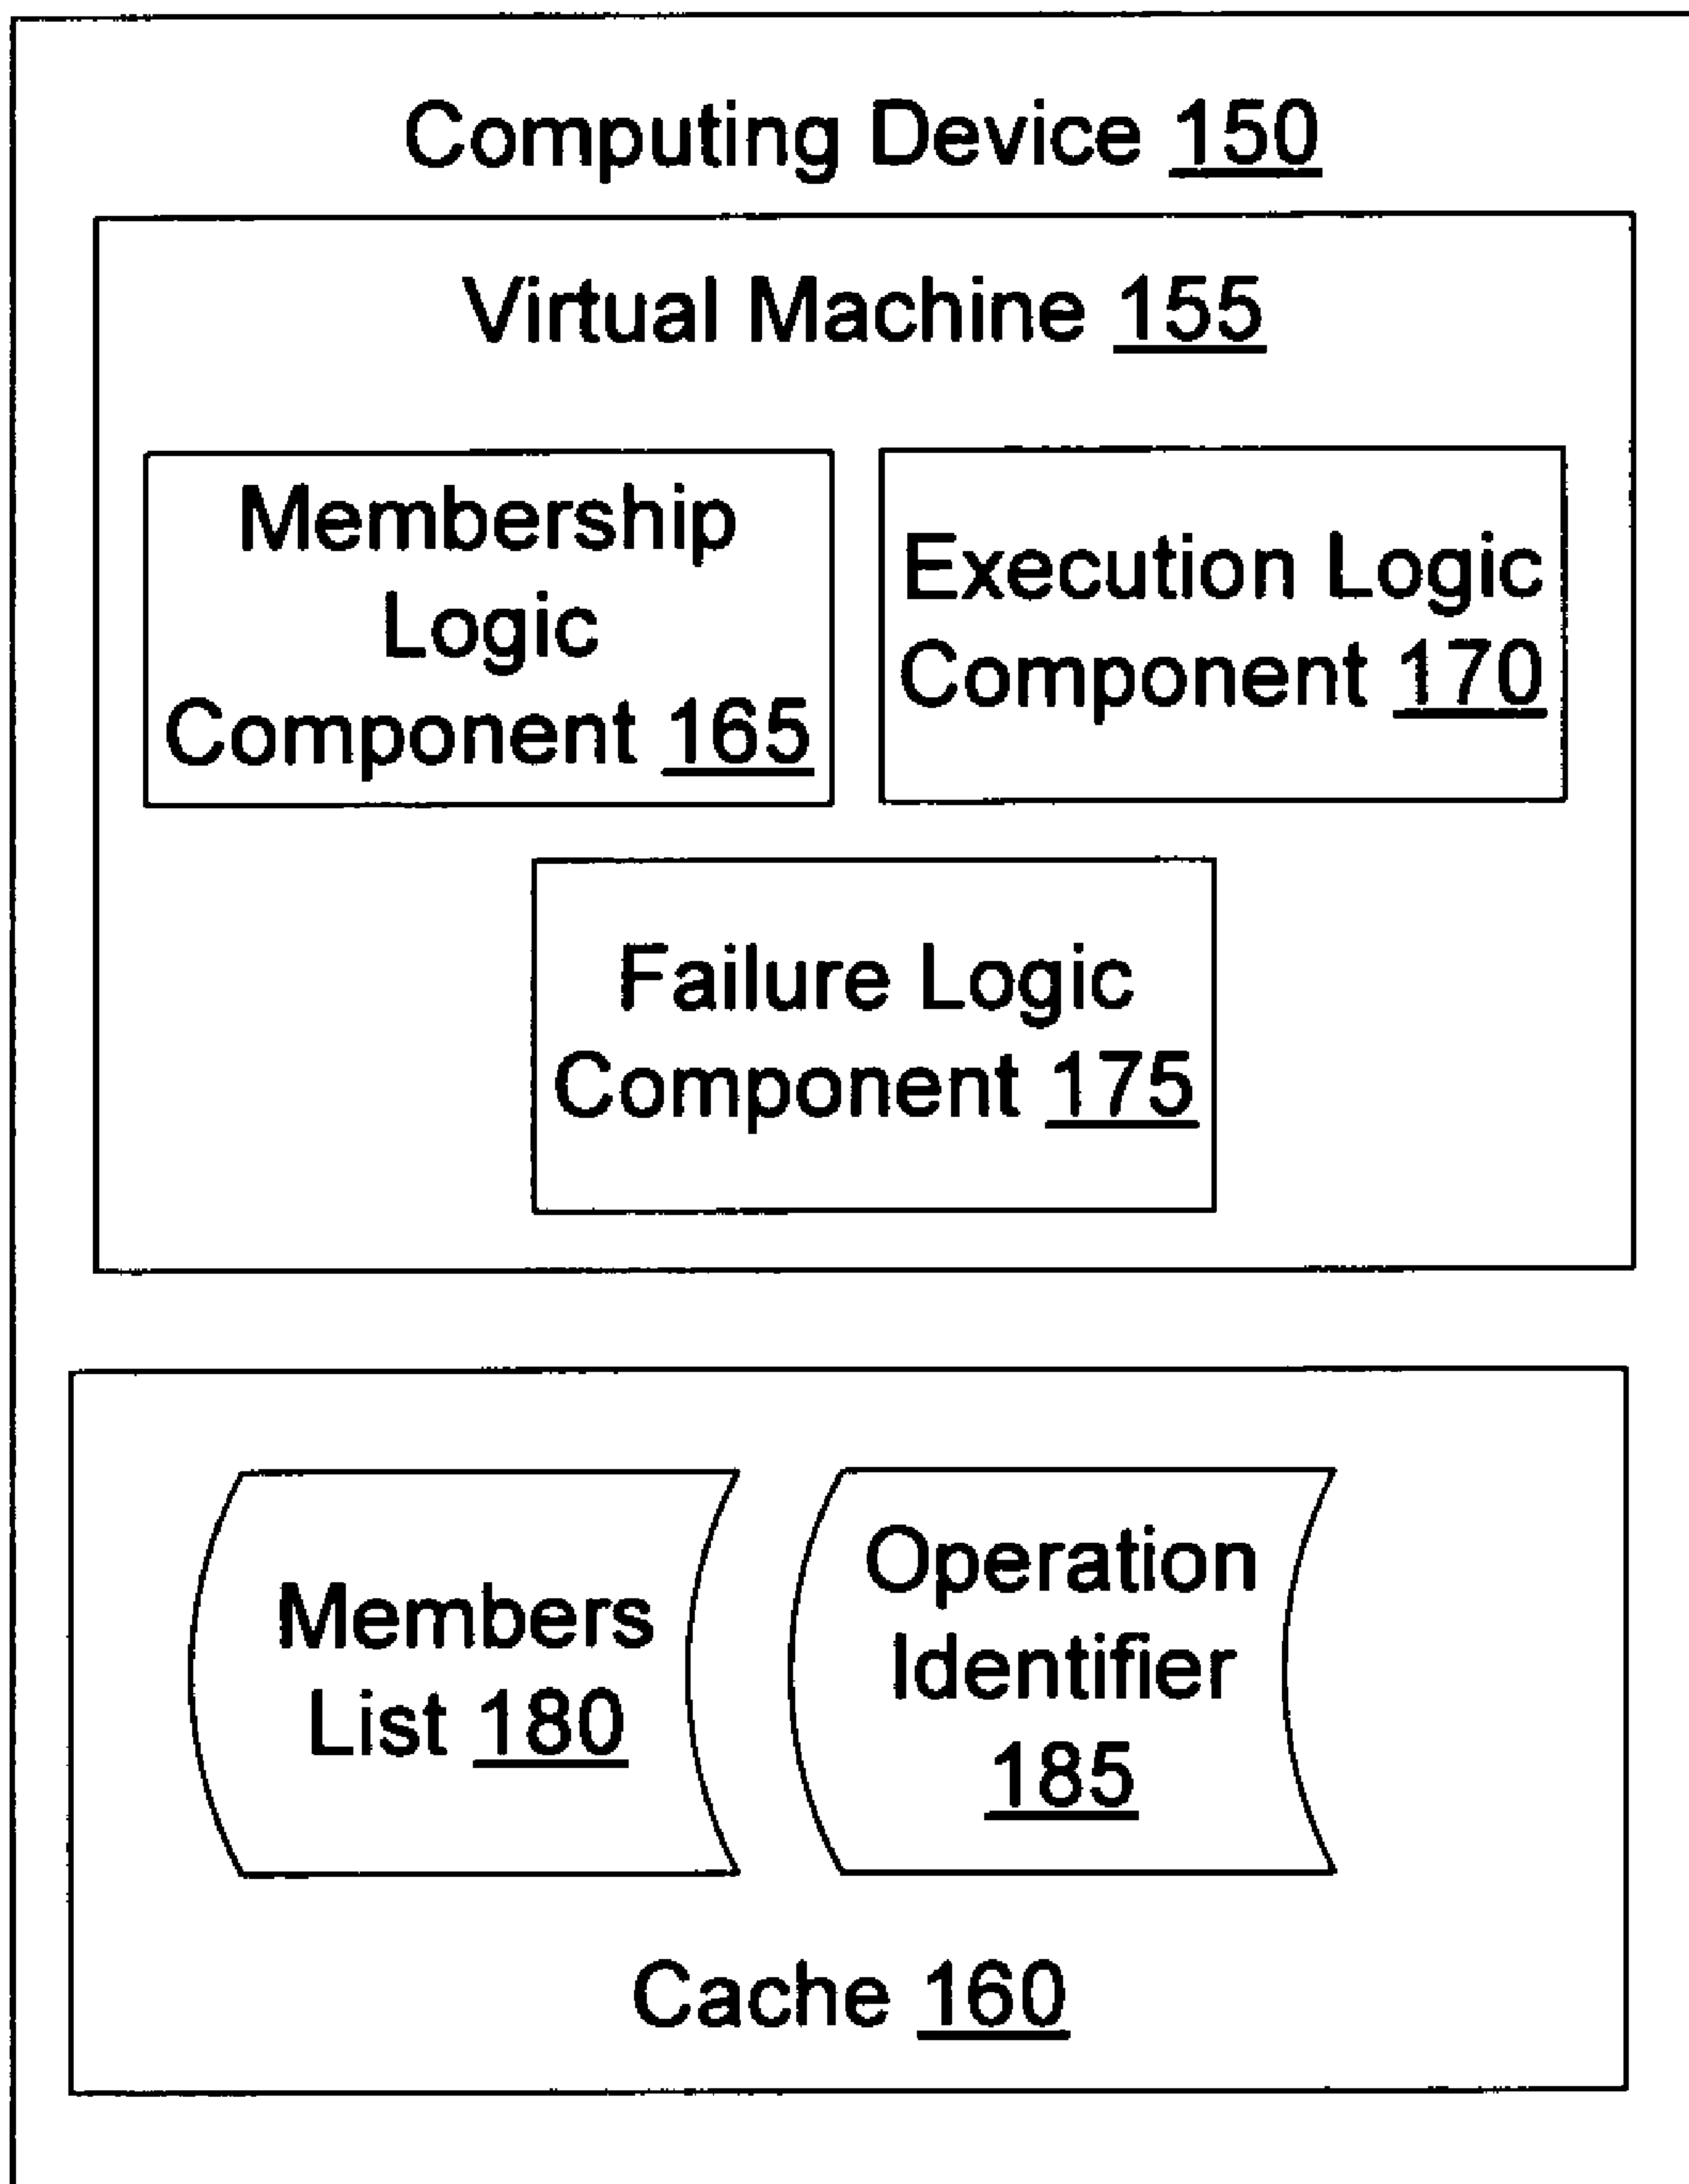 Computing Device 150
Virtual Machine 155
Membership
Logic
Component 165
Execution Logic
Component 170
Failure Logic
Component 175
Members
List 180
Operation
Identifier
185
Cache 160